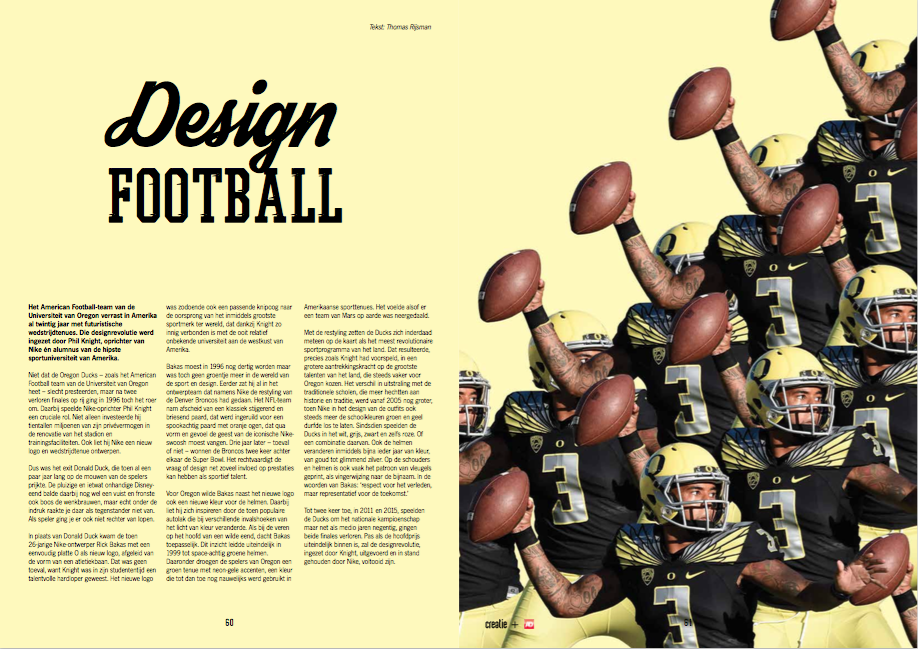 Tekst: Thomas Rijsman
Design
FOOTBALL
Het American Football-team van de
Universiteit van Oregon verrast in Amerika
al twintig jaar met futuristische
wedstrijdtenues. Die designrevolutie werd
ingezet door Phil Knight, oprichter van
Nike én alumnus van de hipste
sportuniversiteit van Amerika.
Niet dat de Oregon Ducks – zoals het American
Football team van de Universiteit van Oregon
heet – slecht presteerden, maar na twee
verloren finales op rij ging in 1996 toch het roer
om. Daarbij speelde Nike-oprichter Phil Knight
een cruciale rol. Niet alleen investeerde hij
tientallen miljoenen van zijn privévermogen in
de renovatie van het stadion en
trainingsfaciliteiten. Ook liet hij Nike een nieuw
logo en wedstrijdtenue ontwerpen.
Dus was het exit Donald Duck, die toen al een
paar jaar lang op de mouwen van de spelers
prijkte. De pluizige en ietwat onhandige Disney-
eend balde daarbij nog wel een vuist en fronste
ook boos de wenkbrauwen, maar echt onder de
indruk raakte je daar als tegenstander niet van.
Als speler ging je er ook niet rechter van lopen.
In plaats van Donald Duck kwam de toen
26-jarige Nike-ontwerper Rick Bakas met een
eenvoudig platte O als nieuw logo, afgeleid van
de vorm van een atletiekbaan. Dat was geen
toeval, want Knight was in zijn studententijd een
talentvolle hardloper geweest. Het nieuwe logo
was zodoende ook een passende knipoog naar
de oorsprong van het inmiddels grootste
sportmerk ter wereld, dat dankzij Knight zo
innig verbonden is met de ooit relatief
onbekende universiteit aan de westkust van
Amerika.
Bakas moest in 1996 nog dertig worden maar
was toch geen groentje meer in de wereld van
de sport en design. Eerder zat hij al in het
ontwerpteam dat namens Nike de restyling van
de Denver Broncos had gedaan. Het NFL-team
nam afscheid van een klassiek stijgerend en
briesend paard, dat werd ingeruild voor een
spookachtig paard met oranje ogen, dat qua
vorm en gevoel de geest van de iconische Nike-
swoosh moest vangen. Drie jaar later – toeval
of niet – wonnen de Broncos twee keer achter
elkaar de Super Bowl. Het rechtvaardigt de
vraag of design net zoveel invloed op prestaties
kan hebben als sportief talent.
Voor Oregon wilde Bakas naast het nieuwe logo
ook een nieuwe kleur voor de helmen. Daarbij
liet hij zich inspireren door de toen populaire
autolak die bij verschillende invalshoeken van
het licht van kleur veranderde. Als bij de veren
op het hoofd van een wilde eend, dacht Bakas
toepasselijk. Dit inzicht leidde uiteindelijk in
1999 tot space-achtig groene helmen.
Daaronder droegen de spelers van Oregon een
groen tenue met neon-gele accenten, een kleur
die tot dan toe nog nauwelijks werd gebruikt in
Amerikaanse sporttenues. Het voelde alsof er
een team van Mars op aarde was neergedaald.
Met de restyling zetten de Ducks zich inderdaad
meteen op de kaart als het meest revolutionaire
sportprogramma van het land. Dat resulteerde,
precies zoals Knight had voorspeld, in een
grotere aantrekkingskracht op de grootste
talenten van het land, die steeds vaker voor
Oregon kozen. Het verschil in uitstraling met de
traditionele scholen, die meer hechtten aan
historie en traditie, werd vanaf 2005 nog groter,
toen Nike in het design van de outfits ook
steeds meer de schoolkleuren groen en geel
durfde los te laten. Sindsdien speelden de
Ducks in het wit, grijs, zwart en zelfs roze. Of
een combinatie daarvan. Ook de helmen
veranderen inmiddels bijna ieder jaar van kleur,
van goud tot glimmend zilver. Op de schouders
en helmen is ook vaak het patroon van vleugels
geprint, als vingerwijzing naar de bijnaam. In de
woorden van Bakas: 'respect voor het verleden,
maar representatief voor de toekomst.'
Tot twee keer toe, in 2011 en 2015, speelden
de Ducks om het nationale kampioenschap
maar net als medio jaren negentig, gingen
beide finales verloren. Pas als de hoofdprijs
uiteindelijk binnen is, zal de designrevolutie,
ingezet door Knight, uitgevoerd en in stand
gehouden door Nike, voltooid zijn.
60
creatie +
61
3
3
3
3
3
3
3
3